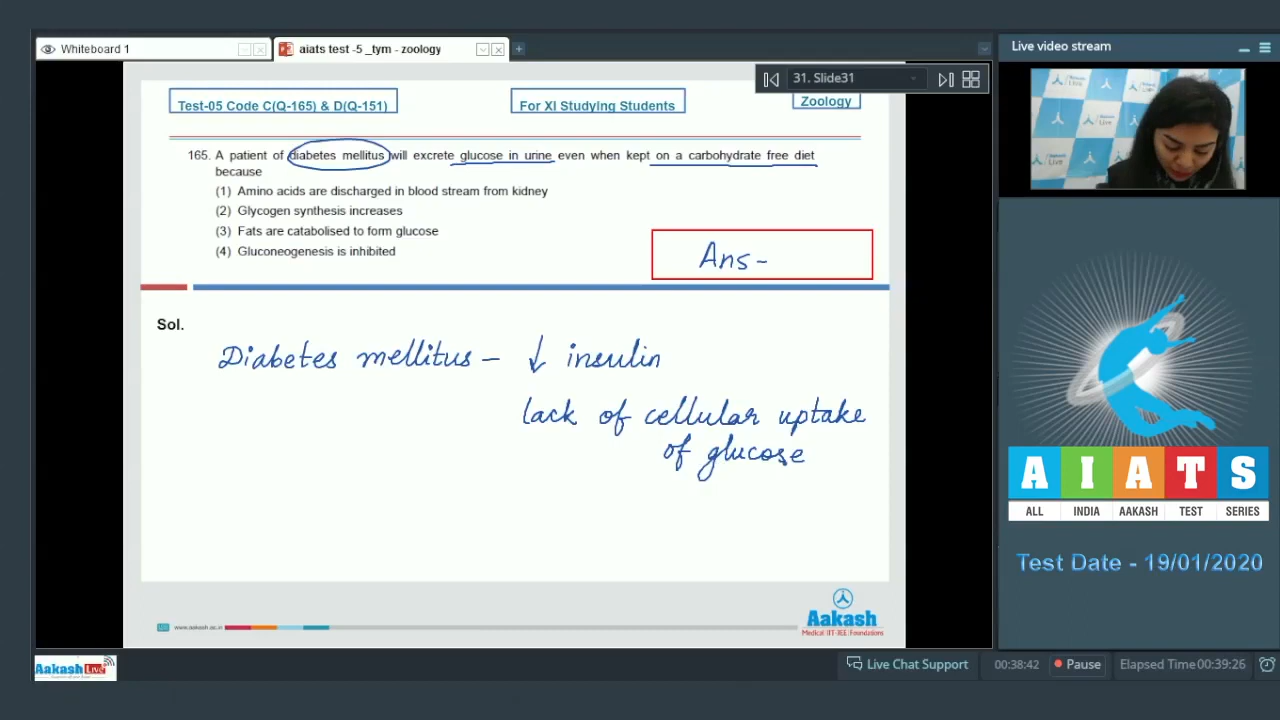 Whiteboard 1
aiats test -5 _tym - zoology
Live video stream
31. Slide31
Test-05 Code C(Q-165) & D(Q-151)
For XI Studying Students
Zoology
165. A patient of diabetes mellitus will excrete glucose in urine even when kept on a carbohydrate free diet
because
(1) Amino acids are discharged in blood stream from kidney
(2) Glycogen synthesis increases
(3) Fats are catabolised to form glucose
(4) Gluconeogenesis is inhibited
Ans-
Sol.
Diabetes mellitus - ↓ insulin
lack of cellular uptake
of glucose
A I A T S
ALL INDIA AAKASH TEST SERIES
Test Date - 19/01/2020
www.aakash.ac.in
Aakash
Medical|IIT-JEE|Foundations
Aakash Live
Live Chat Support
00:38:42
Pause
Elapsed Time 00:39:26